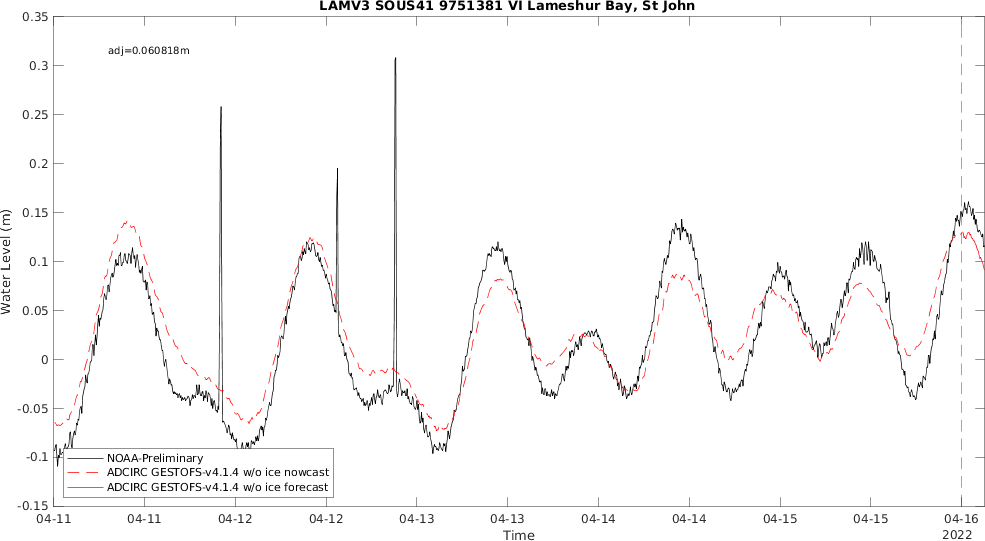 LAMV3 SOUS41 9751381 VI Lameshur Bay, St John
adj=0.060818m
0.35
0.3
0.25
0.2
0.15
0.1
0.05
0
-0.05
-0.1
-0.15
Water Level (m)
NOAA-Preliminary
ADCIRC GESTOFS-v4.1.4 w/o ice nowcast
ADCIRC GESTOFS-v4.1.4 w/o ice forecast
04-11 04-11 04-12 04-12 04-13 04-13 04-14 04-14 04-15 04-15 04-16
Time
2022